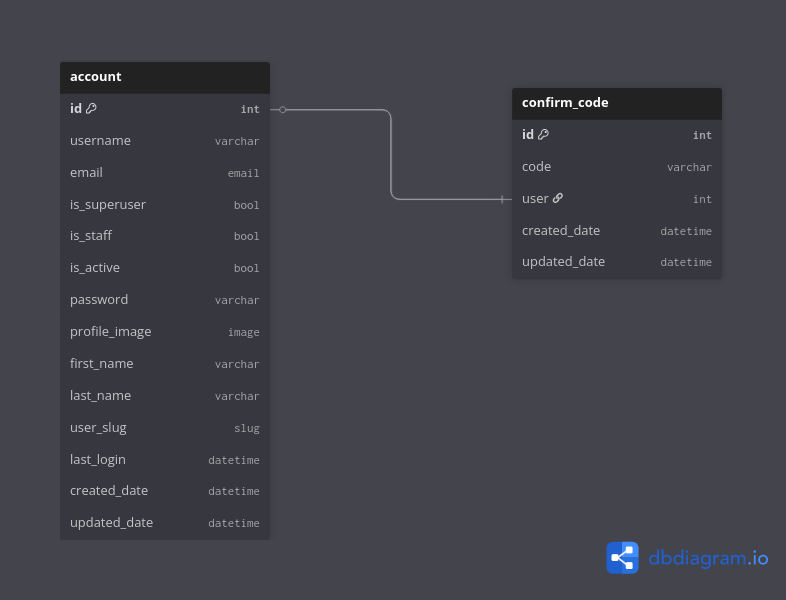 account
id int
username varchar
email email
is_superuser bool
is_staff bool
is_active bool
password varchar
profile_image image
first_name varchar
last_name varchar
user_slug slug
last_login datetime
created_date datetime
updated_date datetime
confirm_code
id int
code varchar
user int
created_date datetime
updated_date datetime
dbdiagram.io